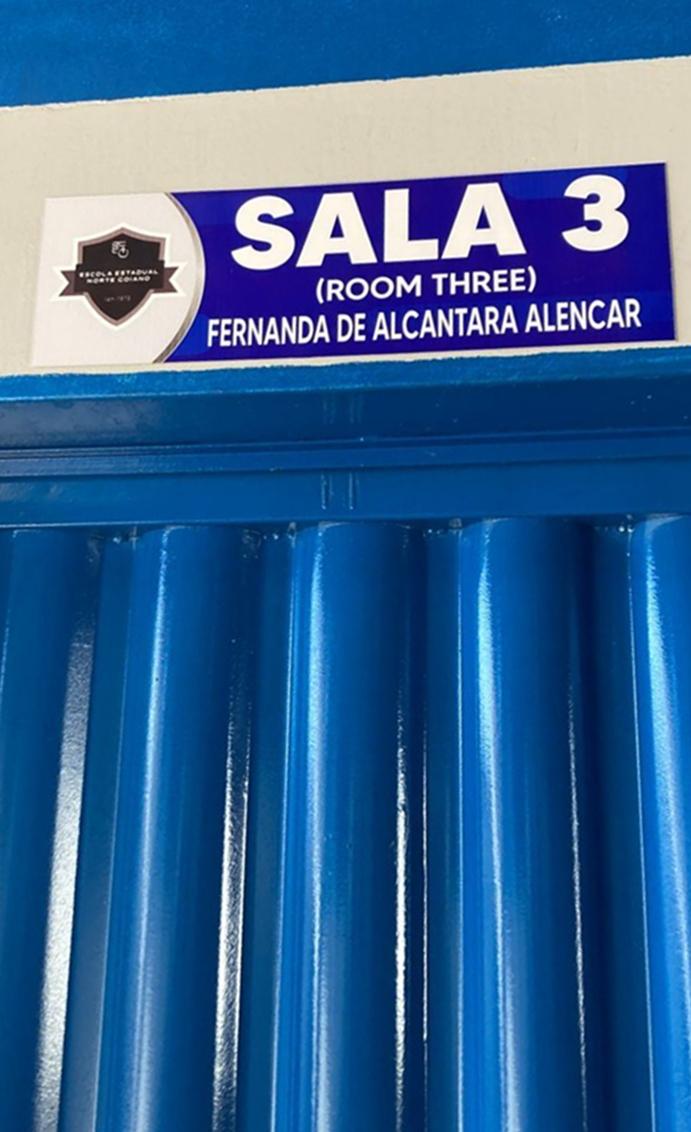 SALA 3
(ROOM THREE)
FERNANDA DE ALCANTARA ALENCAR
ESCOLA ESTADUAL
NORTE GOIANO